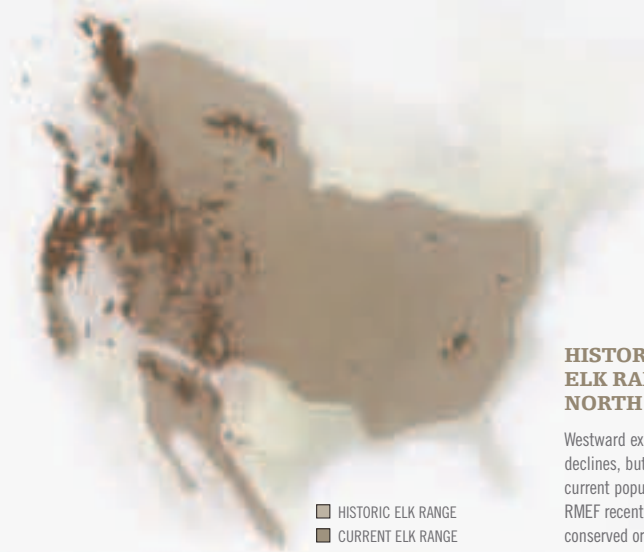 HISTORIC ELK RANGE
CURRENT ELK RANGE
HISTOR
ELK RA
NORTH
Westward ex
declines, but
current popu
RMEF recent
conserved or